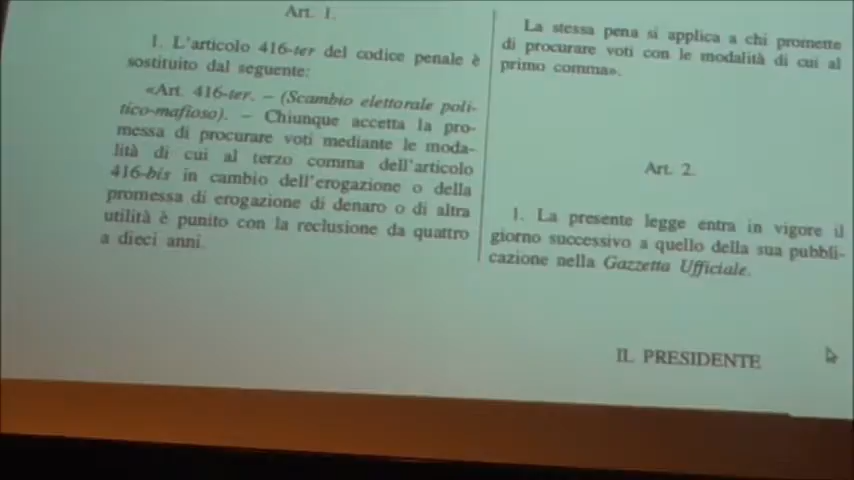 Art. 1.
1. L'articolo 416-ter del codice penale è
sostituito dal seguente:
«Art. 416-ter. – (Scambio elettorale poli-
tico-mafioso). – Chiunque accetta la pro-
messa di procurare voti mediante le moda-
lità di cui al terzo comma dell'articolo
416-bis in cambio dell'erogazione o della
promessa di erogazione di denaro o di altra
utilità è punito con la reclusione da quattro
a dieci anni.
La stessa pena si applica a chi promette
di procurare voti con le modalità di cui al
primo comma».
Art. 2.
1. La presente legge entra in vigore il
giorno successivo a quello della sua pubbli-
cazione nella Gazzetta Ufficiale.
IL PRESIDENTE